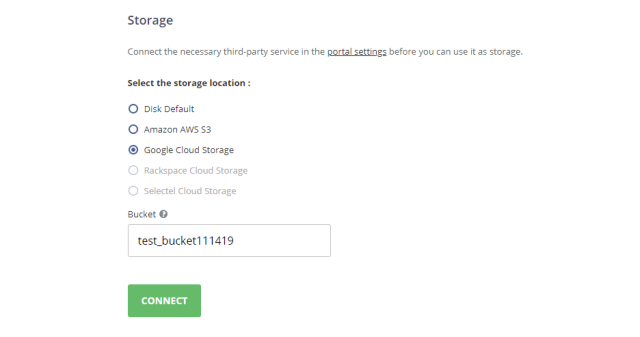 Storage
Connect the necessary third-party service in the portal settings before you can use it as storage.
Select the storage location :
Disk Default
Amazon AWS S3
Google Cloud Storage
Rackspace Cloud Storage
Selectel Cloud Storage
Bucket ?
test_bucket111419
CONNECT